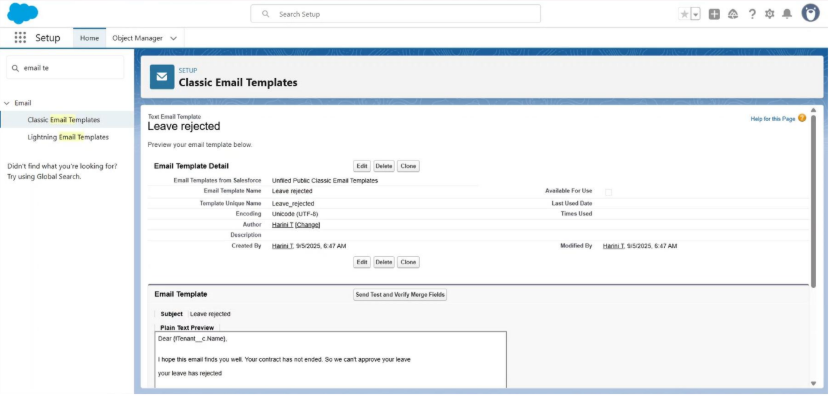 Search Setup
Setup
Home
Object Manager
email te
Email
Classic Email Templates
Lightning Email Templates
Didn't find what you're looking for?
Try using Global Search.
SETUP
Classic Email Templates
Text Email Template
Leave rejected
Help for this Page
Preview your email template below.
Email Template Detail
Edit Delete Clone
Email Templates from Salesforce Unfiled Public Classic Email Templates
Email Template Name Leave rejected Available For Use
Template Unique Name Leave_rejected Last Used Date
Encoding Unicode (UTF-8) Times Used
Author Harini T [Change]
Description
Created By Harini T, 9/5/2025, 6:47 AM Modified By Harini T, 9/5/2025, 6:47 AM
Edit Delete Clone
Email Template Send Test and Verify Merge Fields
Subject Leave rejected
Plain Text Preview
Dear {!Tenant__c.Name},
I hope this email finds you well. Your contract has not ended. So we can't approve your leave
your leave has rejected